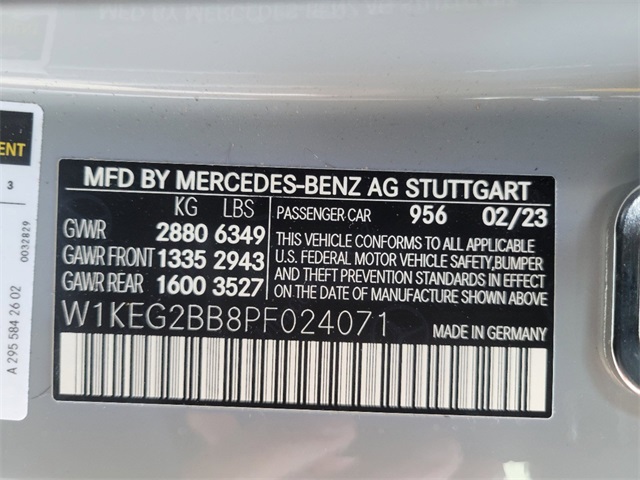 MFD BY MERCEDES-BENZ AG STUTTGART
KG LBS
GVWR 2880 6349
GAWR FRONT 1335 2943
GAWR REAR 1600 3527
PASSENGER CAR 956 02/23
THIS VEHICLE CONFORMS TO ALL APPLICABLE
U.S. FEDERAL MOTOR VEHICLE SAFETY,BUMPER
AND THEFT PREVENTION STANDARDS IN EFFECT
ON THE DATE OF MANUFACTURE SHOWN ABOVE.
W1KEG2BB8PF024071
MADE IN GERMANY
ENT
3
0032829
A 295 584 26 02